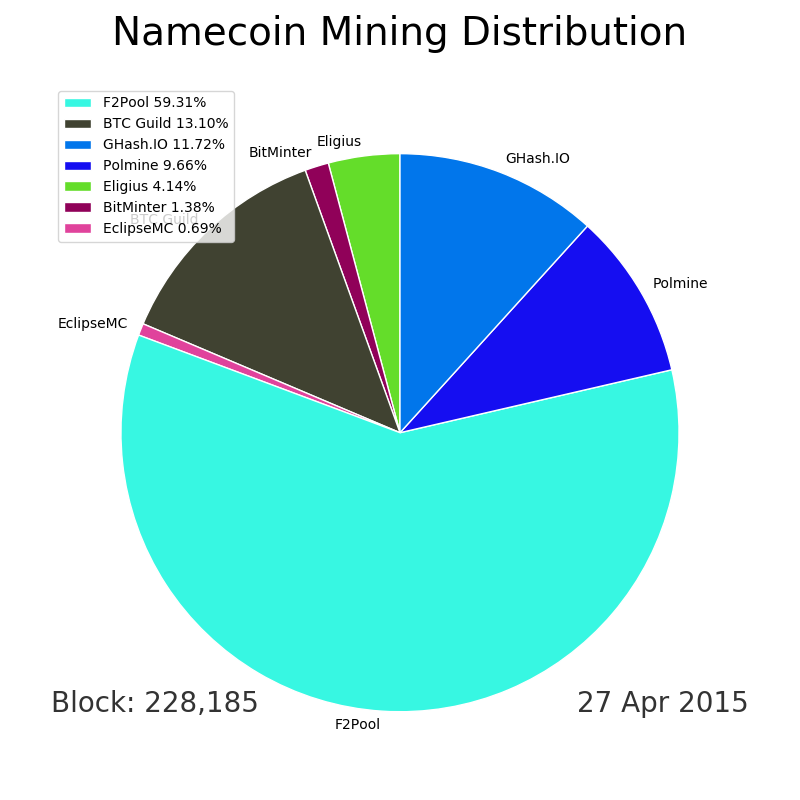 Namecoin Mining Distribution
F2Pool 59.31%
BTC Guild 13.10%
GHash.IO 11.72%
Polmine 9.66%
Eligius 4.14%
BitMinter 1.38%
EclipseMC 0.69%
Eligius
BitMinter
GHash.IO
BTC Guild
Polmine
EclipseMC
Block: 228,185
27 Apr 2015
F2Pool